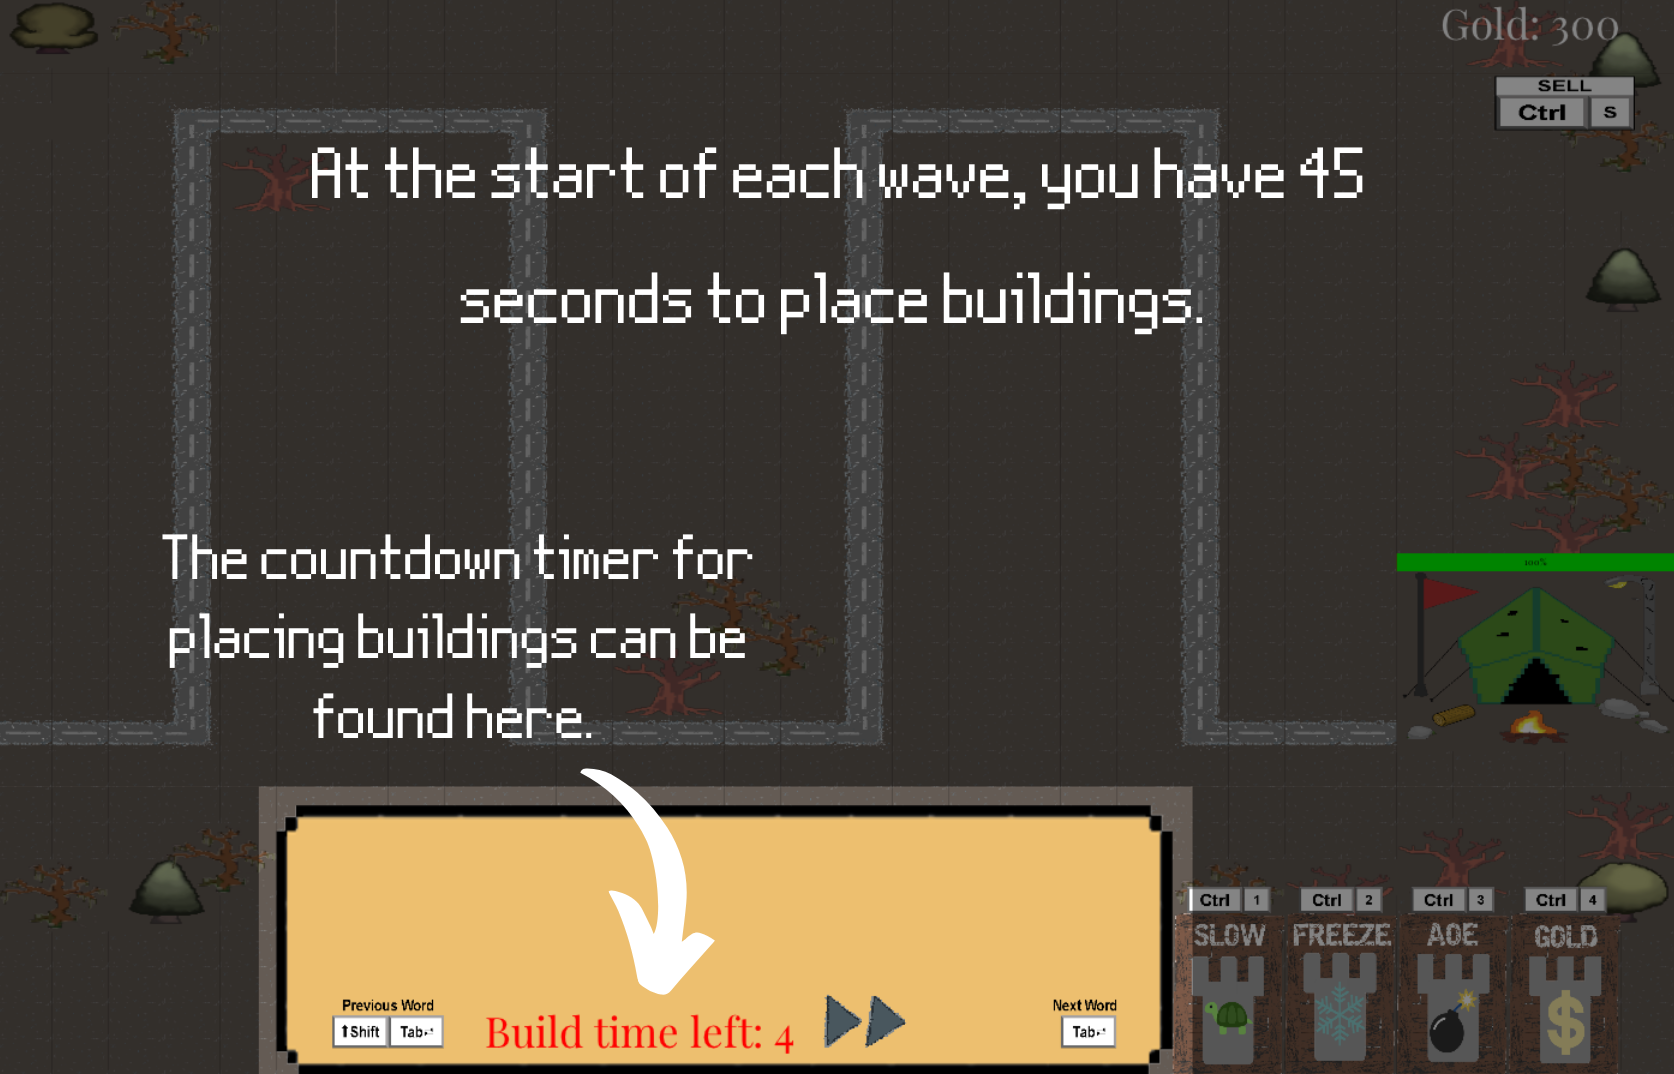 Gold: 300
SELL
Ctrl S
At the start of each wave, you have 45
seconds to place buildings.
The countdown timer for
placing buildings can be
found here.
100%
Ctrl 1 Ctrl 2 Ctrl 3 Ctrl 4
SLOW FREEZE AOE GOLD
Previous Word
Shift Tab
Build time left: 4
Next Word
Tab
$